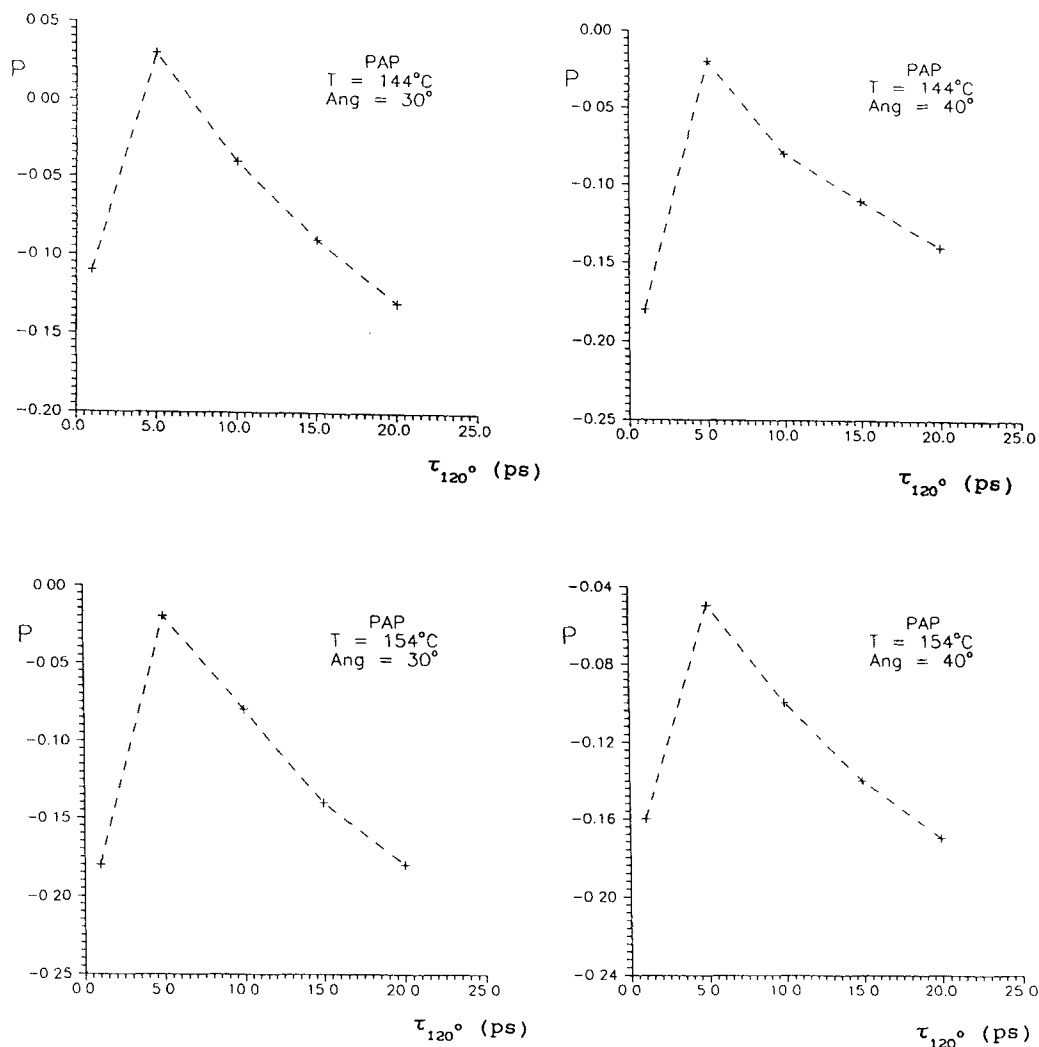 0.05
0.00
-0.05
-0.10
-0 15
-0.20
P
PAP
T = 144°C
Ang = 30°
0.0 5.0 10.0 15.0 20.0 25.0
τ120° (ps)
0.00
-0.05
-0.10
-0.15
-0.20
-0.25
P
PAP
T = 144°C
Ang = 40°
0.0 5 0 10.0 15.0 20.0 25.0
τ120° (ps)
0 00
-0 05
-0.10
-0.15
-0 20
-0 25
P
PAP
T = 154°C
Ang = 30°
0 0 5 0 10 0 15 0 20 0 25 0
τ120° (ps)
-0.04
-0.08
-0.12
-0.16
-0 20
-0 24
P
PAP
T = 154°C
Ang = 40°
0 0 5 0 10 0 15 0 20 0 25 0
τ120° (ps)